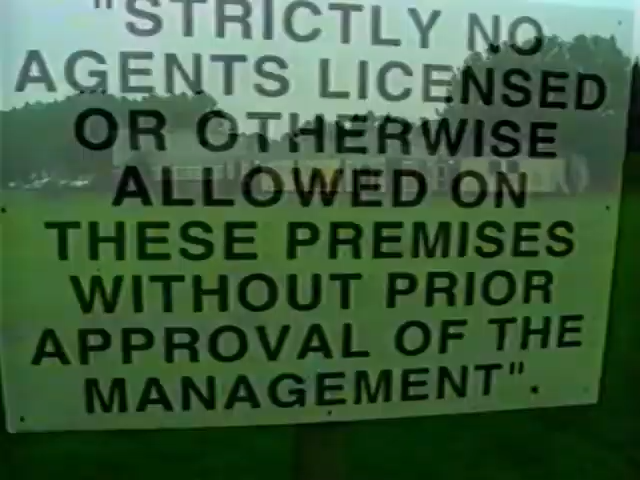 "STRICTLY NO
AGENTS LICENSED
OR OTHERWISE
ALLOWED ON
THESE PREMISES
WITHOUT PRIOR
APPROVAL OF THE
MANAGEMENT".